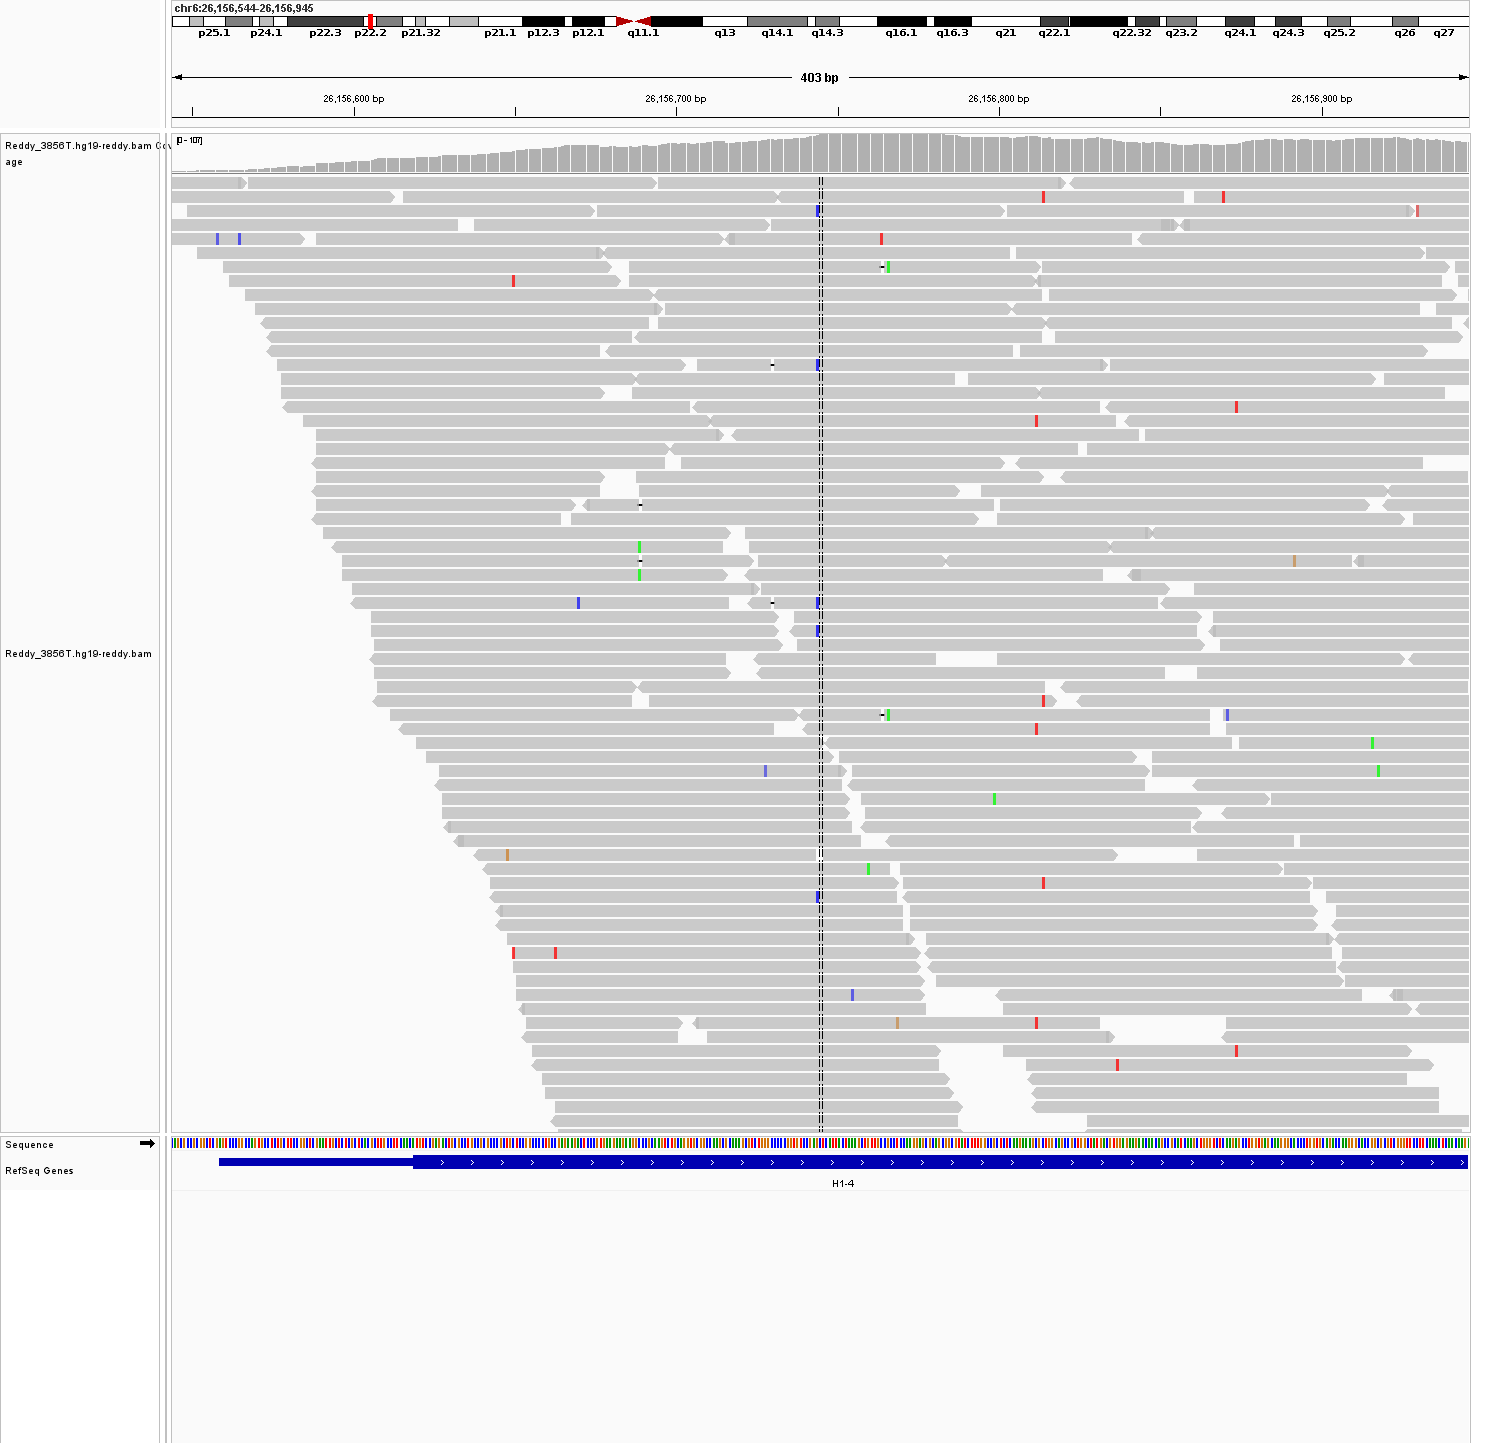 chr6:26,156,544-26,156,945
p25.1 p24.1 p22.3 p22.2 p21.32 p21.1 p12.3 p12.1 q11.1 q13 q14.1 q14.3 q16.1 q16.3 q21 q22.1 q22.32 q23.2 q24.1 q24.3 q25.2 q26 q27
403 bp
26,156,600 bp 26,156,700 bp 26,156,800 bp 26,156,900 bp
[0 - 107]
Reddy_3856T.hg19-reddy.bam Cov
age
Reddy_3856T.hg19-reddy.bam
Sequence
RefSeq Genes
H1-4